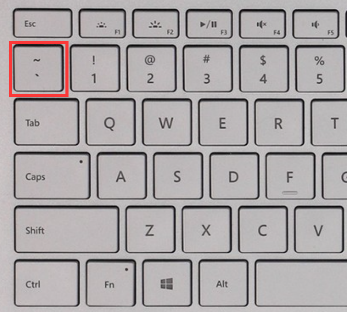 Esc F1 F2 F3 F4 F5
~ ! @ # $ %
` 1 2 3 4 5
Tab Q W E R T
Caps A S D F
Shift Z X C V
Ctrl Fn Alt